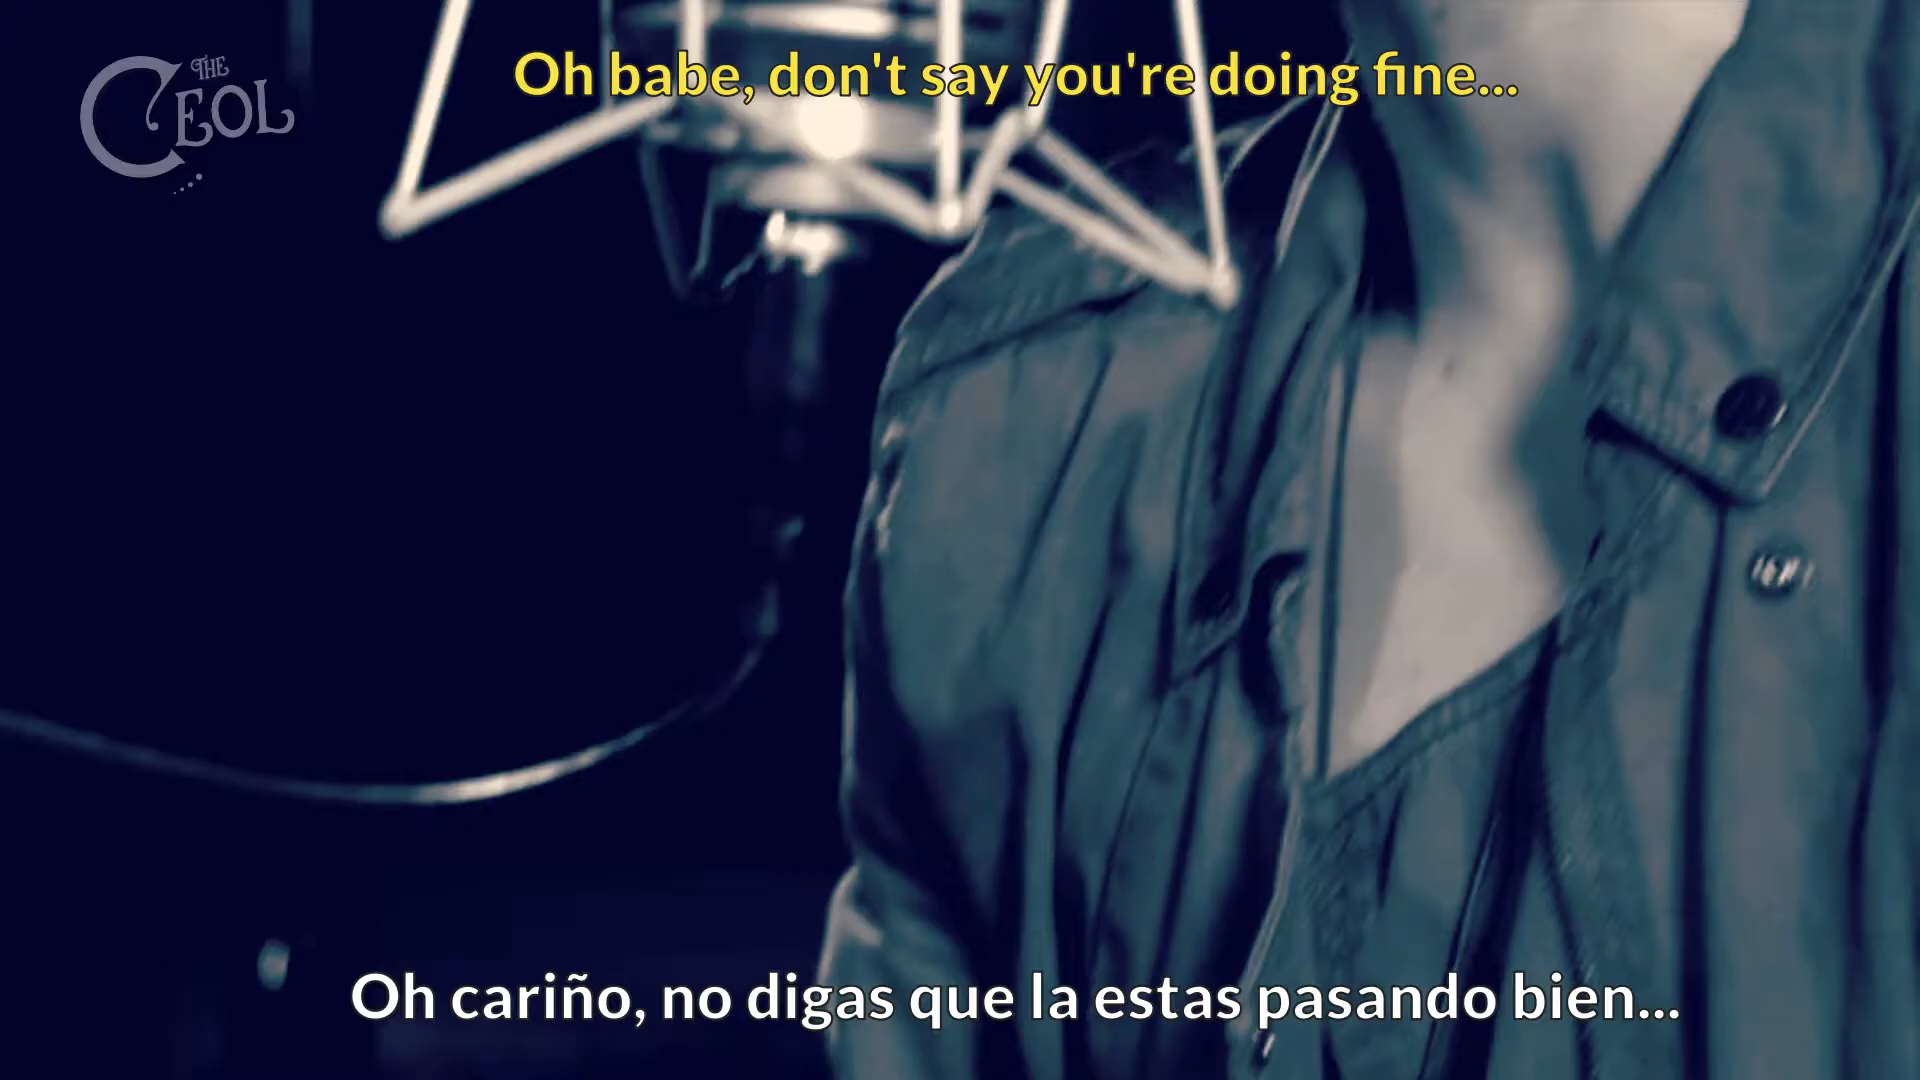 THE
CEOL
Oh babe, don't say you're doing fine...
Oh cariño, no digas que la estas pasando bien...